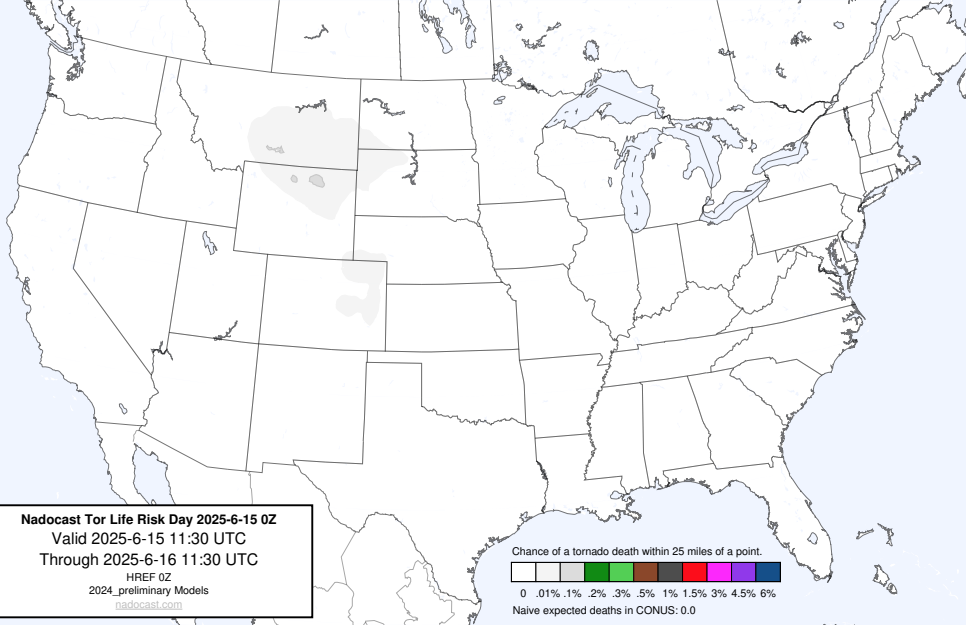 Nadocast Tor Life Risk Day 2025-6-15 0Z
Valid 2025-6-15 11:30 UTC
Through 2025-6-16 11:30 UTC
HREF 0Z
2024_preliminary Models
nadocast.com
Chance of a tornado death within 25 miles of a point.
0 .01% .1% .2% .3% .5% 1% 1.5% 3% 4.5% 6%
Naive expected deaths in CONUS: 0.0